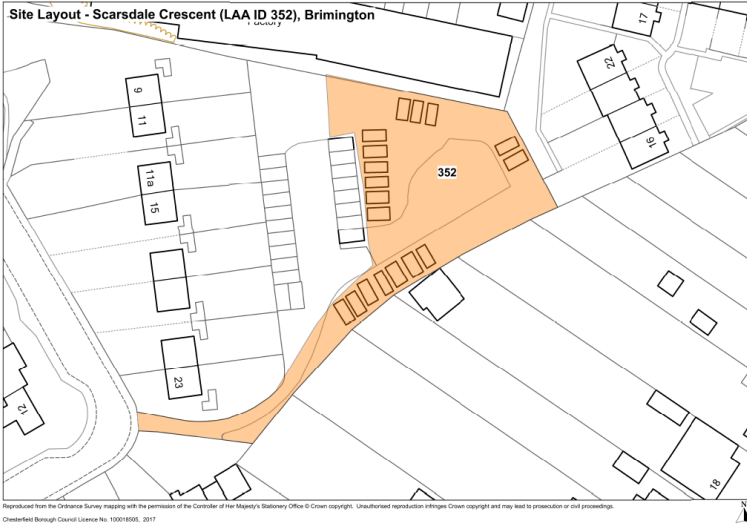 Site Layout - Scarsdale Crescent (LAA ID 352), Brimington
Factory
17
9
11
22
11a
15
352
16
23
12
18
N
Reproduced from the Ordnance Survey mapping with the permission of the Controller of Her Majesty's Stationery Office © Crown copyright. Unauthorised reproduction infringes Crown copyright and may lead to prosecution or civil proceedings.
Chesterfield Borough Council Licence No. 100018505, 2017